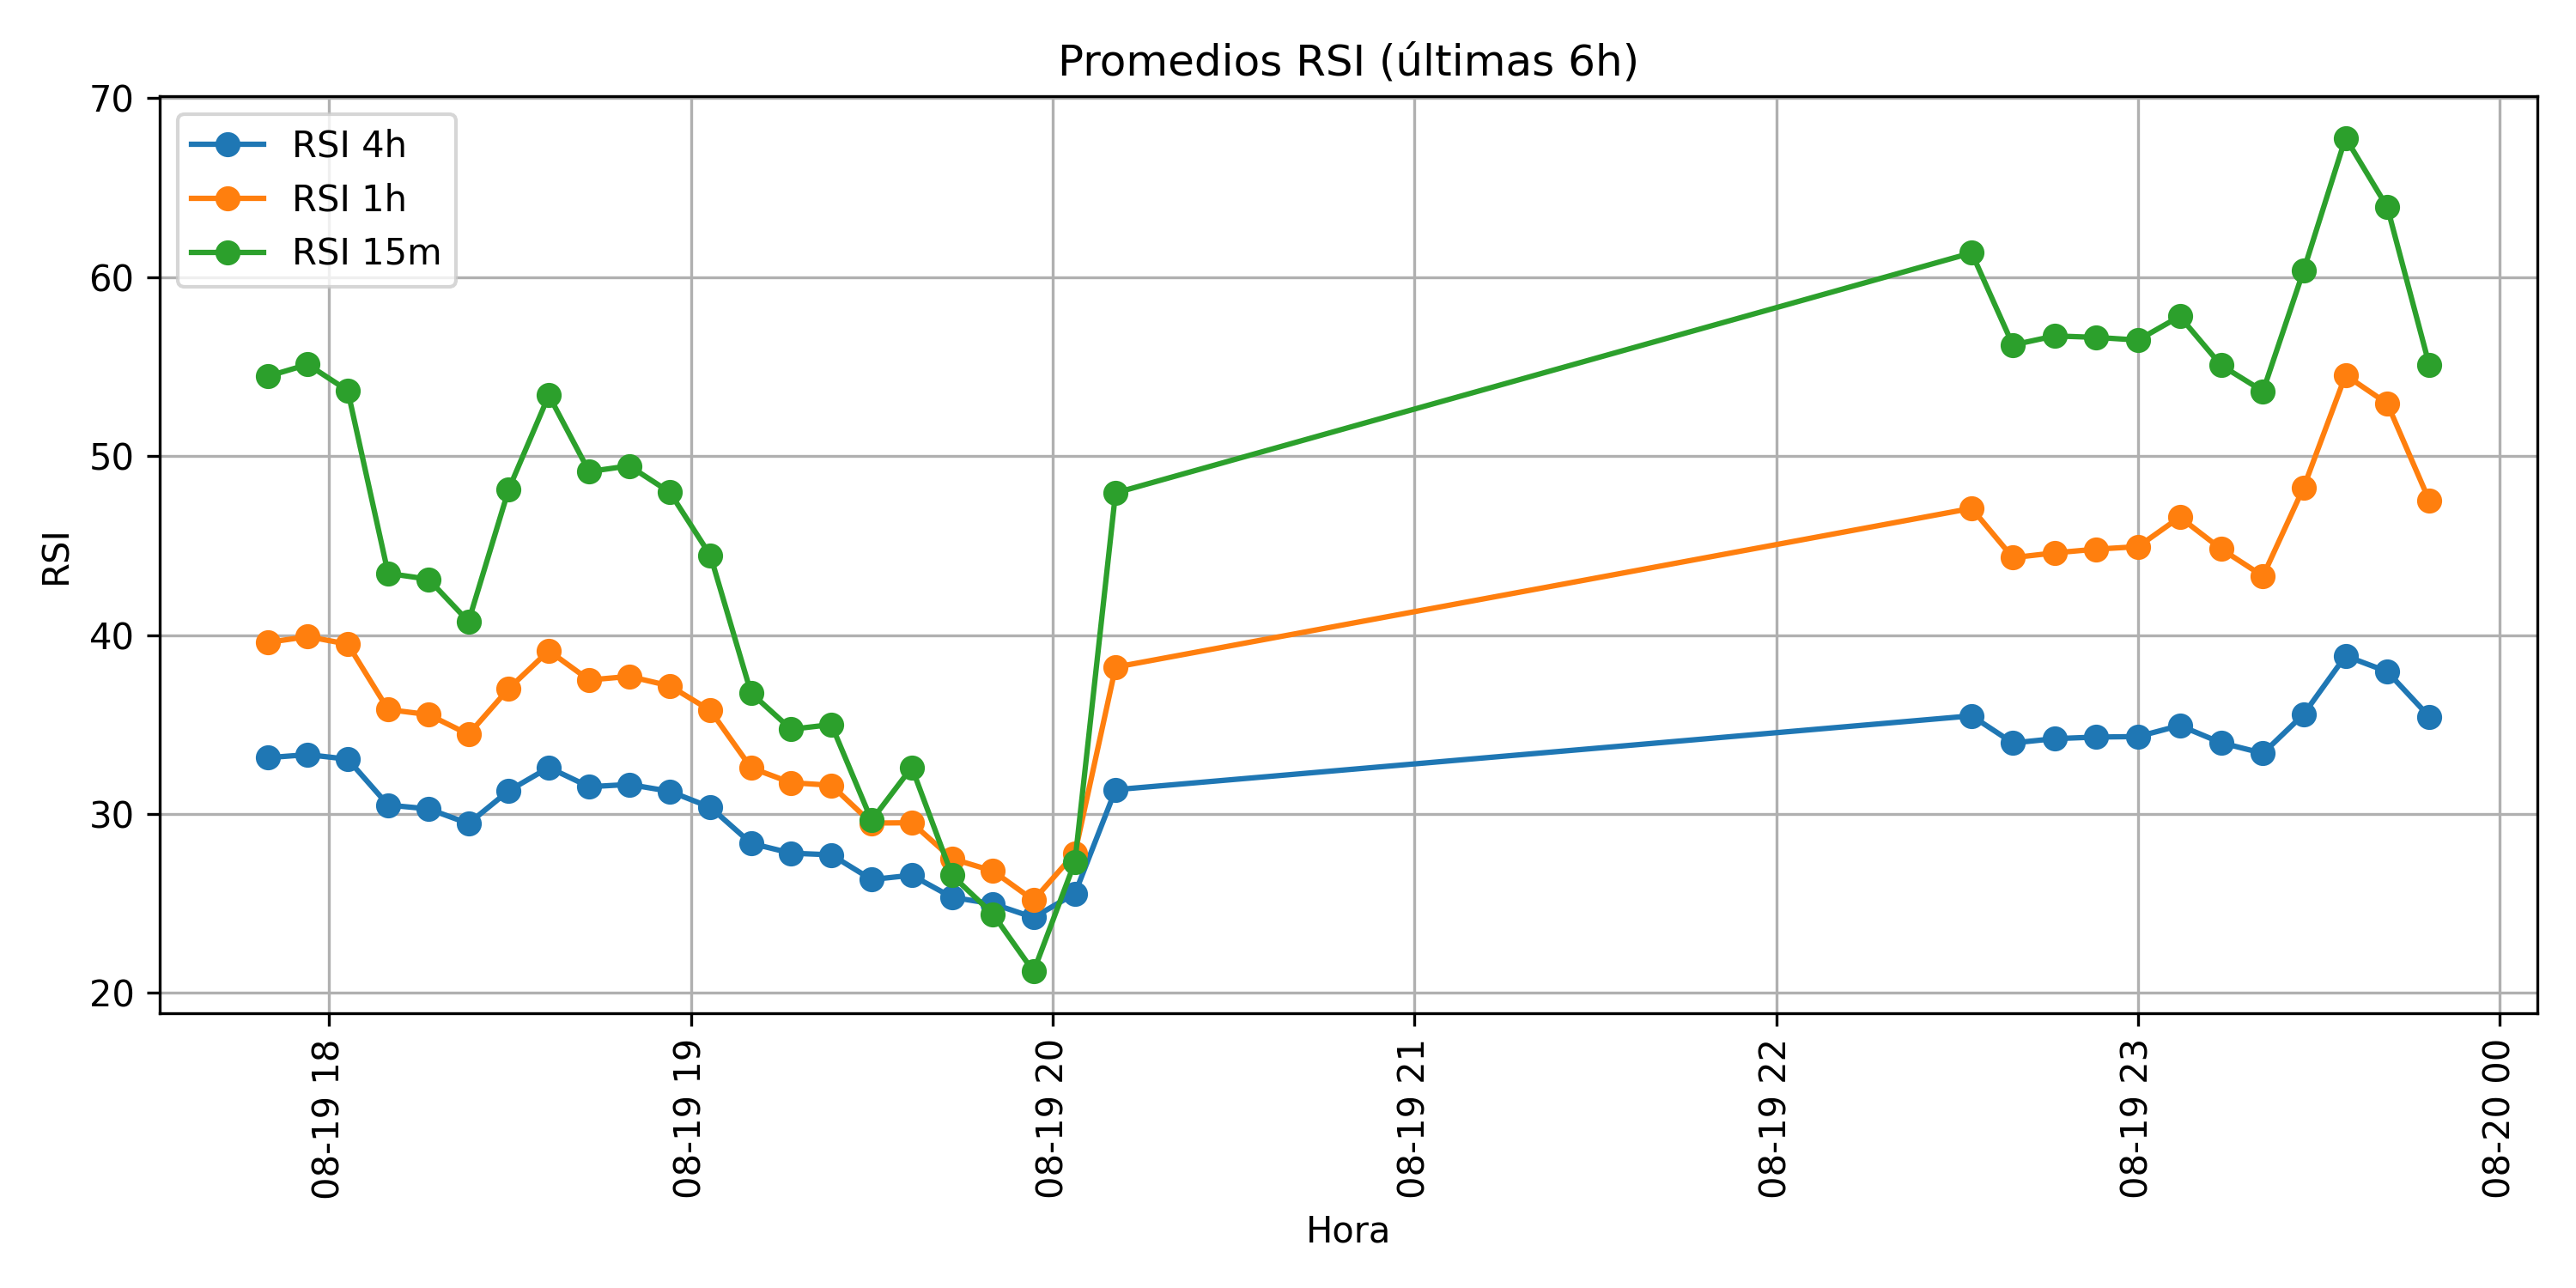 Promedios RSI (últimas 6h)
RSI 4h
RSI 1h
RSI 15m
70
60
50
40
30
20
RSI
08-19 18
08-19 19
08-19 20
08-19 21
08-19 22
08-19 23
08-20 00
Hora